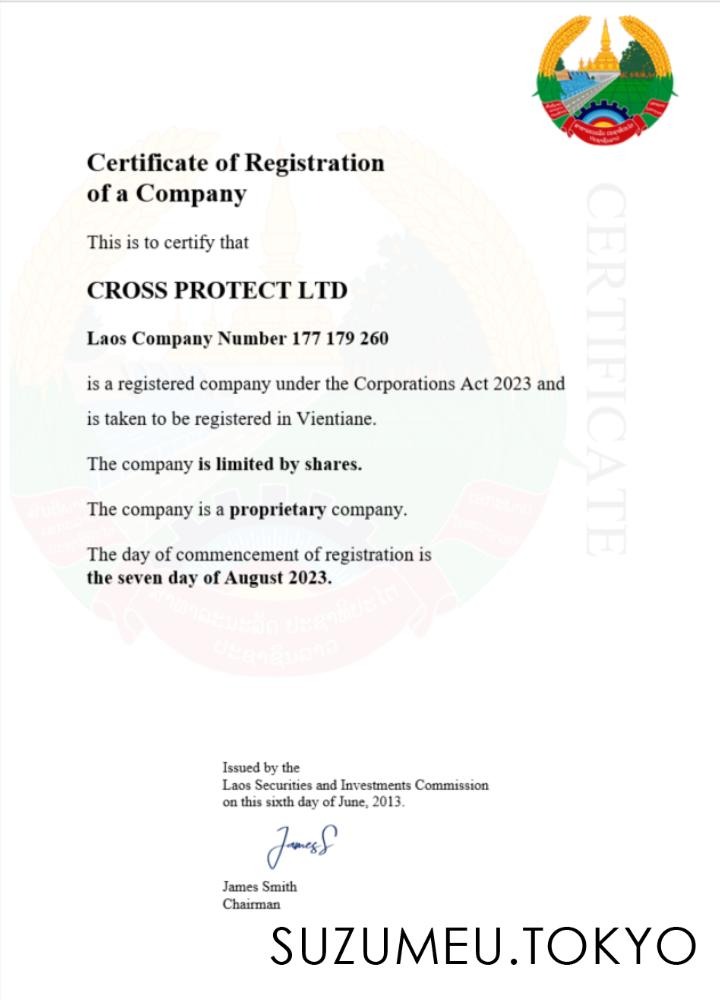 Certificate of Registration
of a Company
This is to certify that
CROSS PROTECT LTD
Laos Company Number 177 179 260
is a registered company under the Corporations Act 2023 and
is taken to be registered in Vientiane.
The company is limited by shares.
The company is a proprietary company.
The day of commencement of registration is
the seven day of August 2023.
CERTIFICATE
Issued by the
Laos Securities and Investments Commission
on this sixth day of June, 2013.
JamesS
James Smith
Chairman
SUZUMEU.TOKYO